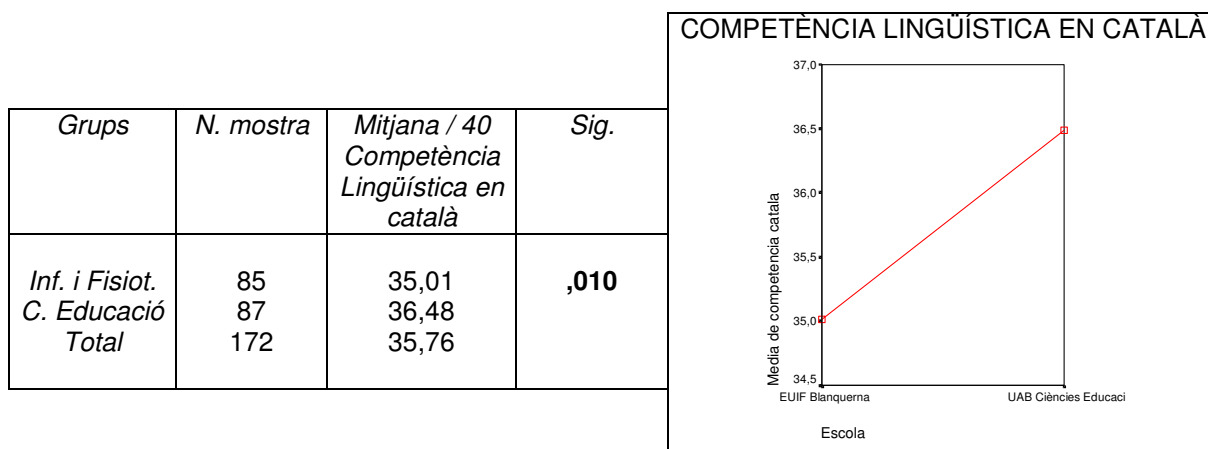 Grups N. mostra Mitjana / 40 Sig.
Competència
Lingüística en
català
Inf. i Fisiot. 85 35,01 ,010
C. Educació 87 36,48
Total 172 35,76
COMPETÈNCIA LINGÜÍSTICA EN CATALÀ
Media de competencia catala
37,0
36,5
36,0
35,5
35,0
34,5
EUIF Blanquerna UAB Ciències Educaci
Escola